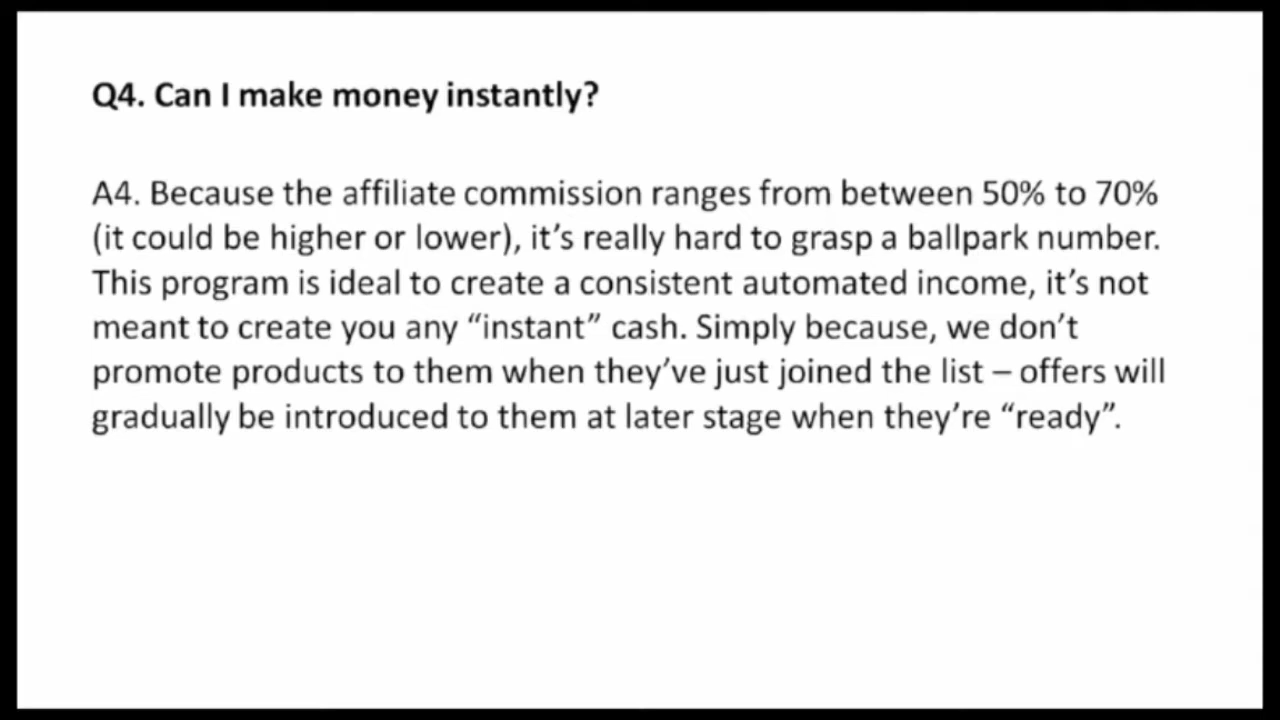 Q4. Can I make money instantly?
A4. Because the affiliate commission ranges from between 50% to 70%
(it could be higher or lower), it’s really hard to grasp a ballpark number.
This program is ideal to create a consistent automated income, it’s not
meant to create you any “instant” cash. Simply because, we don’t
promote products to them when they’ve just joined the list – offers will
gradually be introduced to them at later stage when they’re “ready”.